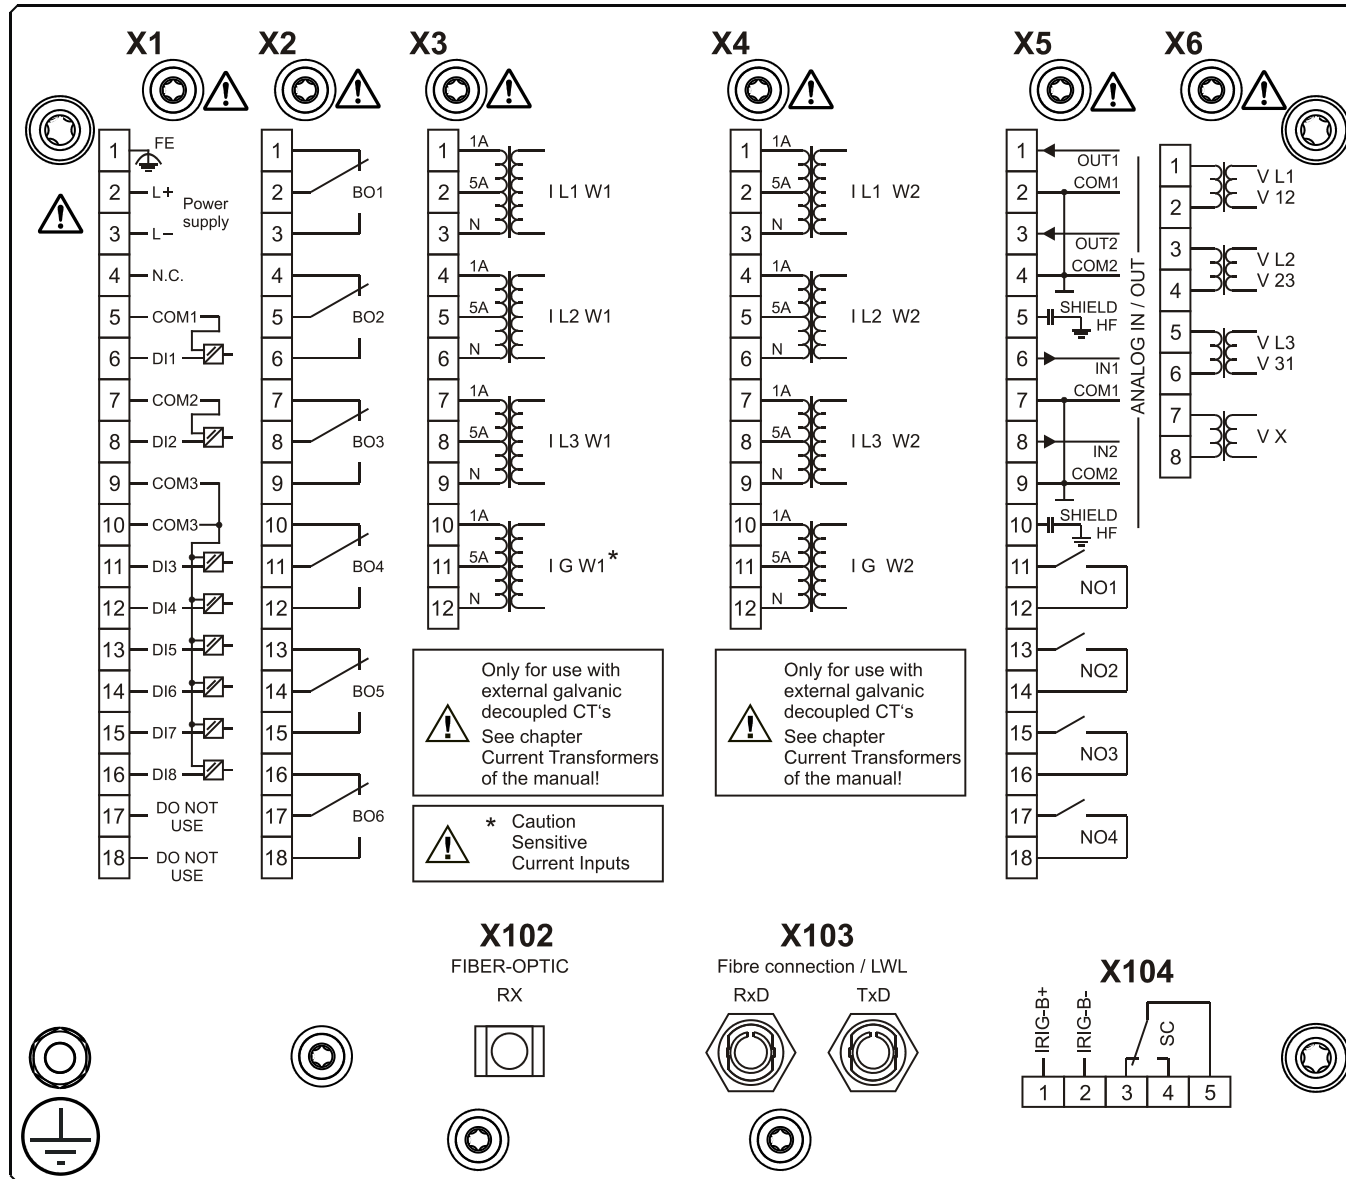 X1
X2
X3
X4
X5
X6
1 FE
2 L+
Power
supply
3 L–
4 N.C.
5 COM1
6 DI1
7 COM2
8 DI2
9 COM3
10 COM3
11 DI3
12 DI4
13 DI5
14 DI6
15 DI7
16 DI8
17 DO NOT
USE
18 DO NOT
USE
1
2 BO1
3
4
5 BO2
6
7
8 BO3
9
10
11 BO4
12
13
14 BO5
15
16
17 BO6
18
1 1A
2 5A I L1 W1
3 N
4 1A
5 5A I L2 W1
6 N
7 1A
8 5A I L3 W1
9 N
10 1A
11 5A I G W1*
12 N
Only for use with
external galvanic
decoupled CT‘s
See chapter
Current Transformers
of the manual!
* Caution
Sensitive
Current Inputs
1 1A
2 5A I L1 W2
3 N
4 1A
5 5A I L2 W2
6 N
7 1A
8 5A I L3 W2
9 N
10 1A
11 5A I G W2
12 N
Only for use with
external galvanic
decoupled CT‘s
See chapter
Current Transformers
of the manual!
1 OUT1
2 COM1
3 OUT2
4 COM2
5 SHIELD
HF
6 IN1
7 COM1
8 IN2
9 COM2
10 SHIELD
HF
ANALOG IN / OUT
11
NO1
12
13
NO2
14
15
NO3
16
17
NO4
18
1 V L1
2 V 12
3 V L2
4 V 23
5 V L3
6 V 31
7
V X
8
X102
FIBER-OPTIC
RX
X103
Fibre connection / LWL
RxD TxD
X104
IRIG-B+
IRIG-B-
SC
1 2 3 4 5